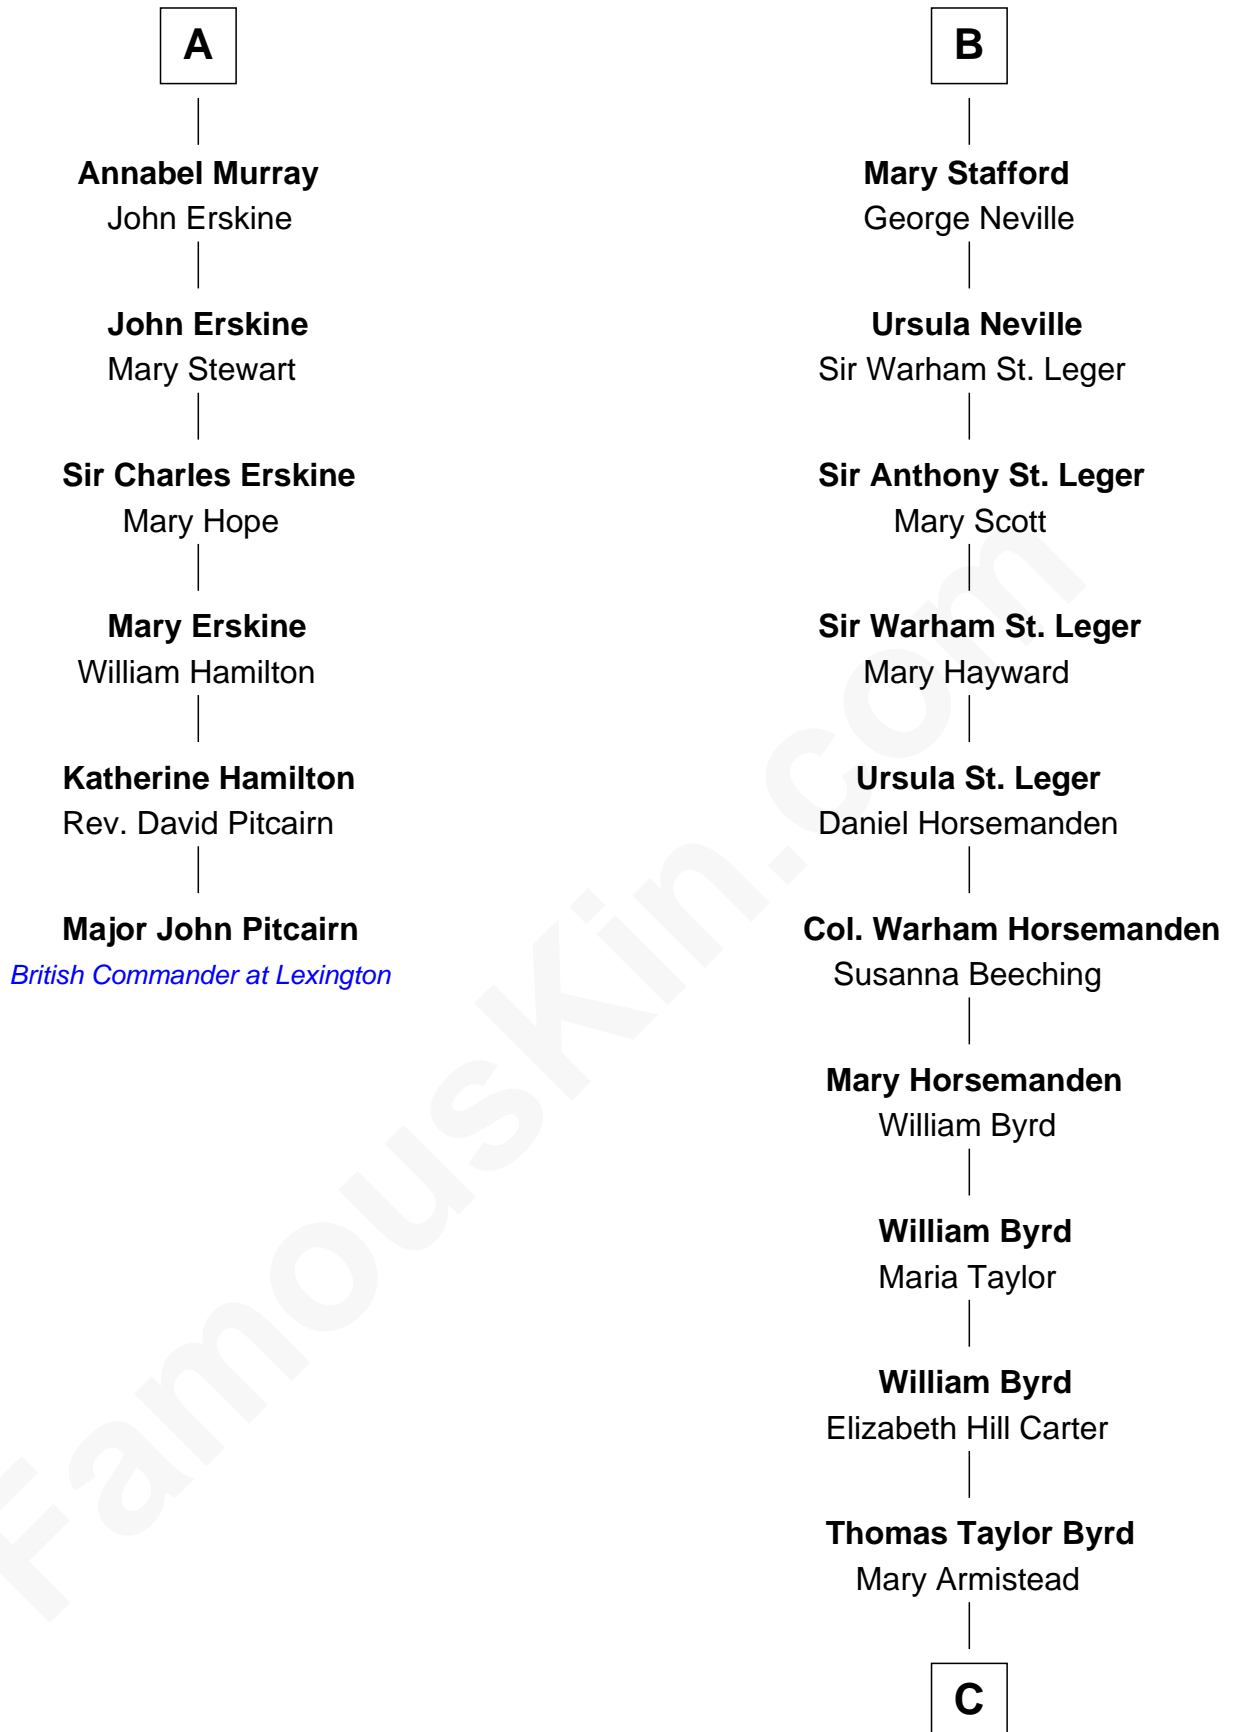 A
Annabel Murray
John Erskine
John Erskine
Mary Stewart
Sir Charles Erskine
Mary Hope
Mary Erskine
William Hamilton
Katherine Hamilton
Rev. David Pitcairn
Major John Pitcairn
British Commander at Lexington
B
Mary Stafford
George Neville
Ursula Neville
Sir Warham St. Leger
Sir Anthony St. Leger
Mary Scott
Sir Warham St. Leger
Mary Hayward
Ursula St. Leger
Daniel Horsemanden
Col. Warham Horsemanden
Susanna Beeching
Mary Horsemanden
William Byrd
William Byrd
Maria Taylor
William Byrd
Elizabeth Hill Carter
Thomas Taylor Byrd
Mary Armistead
C
FamousKin.com